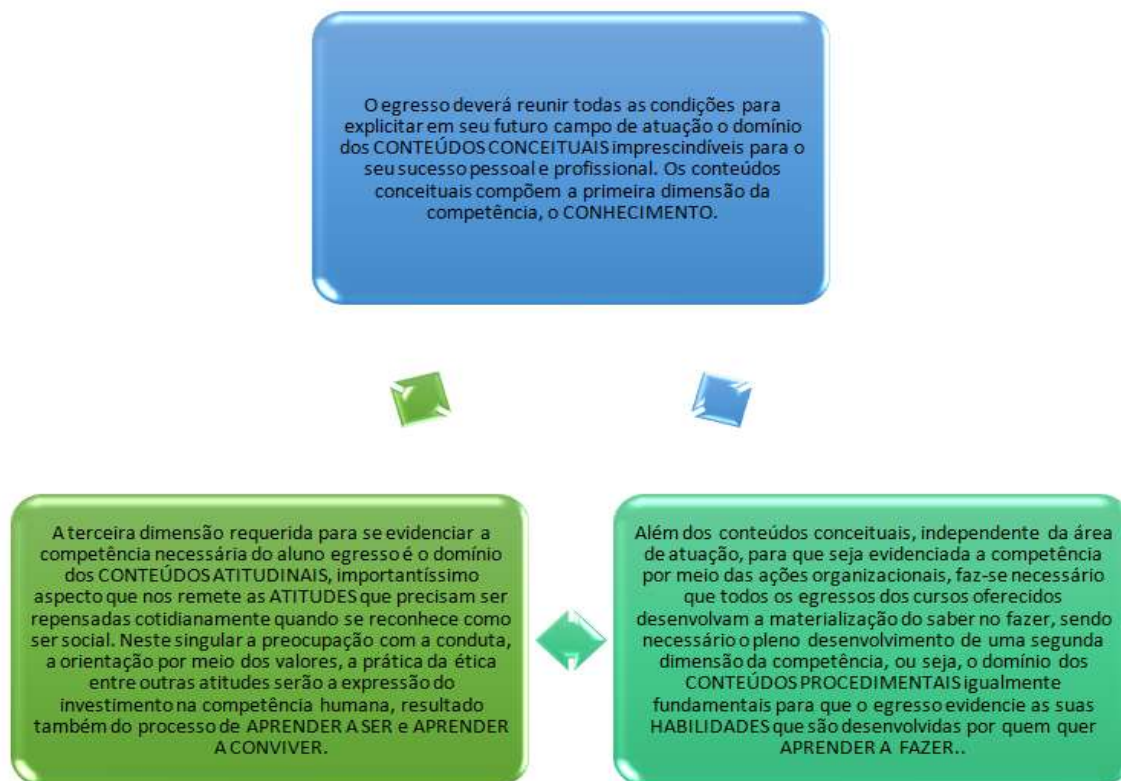 O egresso deverá reunir todas as condições para
explicitar em seu futuro campo de atuação o domínio
dos CONTEÚDOS CONCEITUAIS imprescindíveis para o
seu sucesso pessoal e profissional. Os conteúdos
conceituais compõem a primeira dimensão da
competência, o CONHECIMENTO.
A terceira dimensão requerida para se evidenciar a
competência necessária do aluno egresso é o domínio
dos CONTEÚDOS ATITUDINAIS, importantíssimo
aspecto que nos remete as ATITUDES que precisam ser
repensadas cotidianamente quando se reconhece como
ser social. Neste singular a preocupação com a conduta,
a orientação por meio dos valores, a prática da ética
entre outras atitudes serão a expressão do
investimento na competência humana, resultado
também do processo de APRENDER A SER e APRENDER
A CONVIVER.
Além dos conteúdos conceituais, independente da área
de atuação, para que seja evidenciada a competência
por meio das ações organizacionais, faz-se necessário
que todos os egressos dos cursos oferecidos
desenvolvam a materialização do saber no fazer, sendo
necessário o pleno desenvolvimento de uma segunda
dimensão da competência, ou seja, o domínio dos
CONTEÚDOS PROCEDIMENTAIS igualmente
fundamentais para que o egresso evidencie as suas
HABILIDADES que são desenvolvidas por quem quer
APRENDER A FAZER..